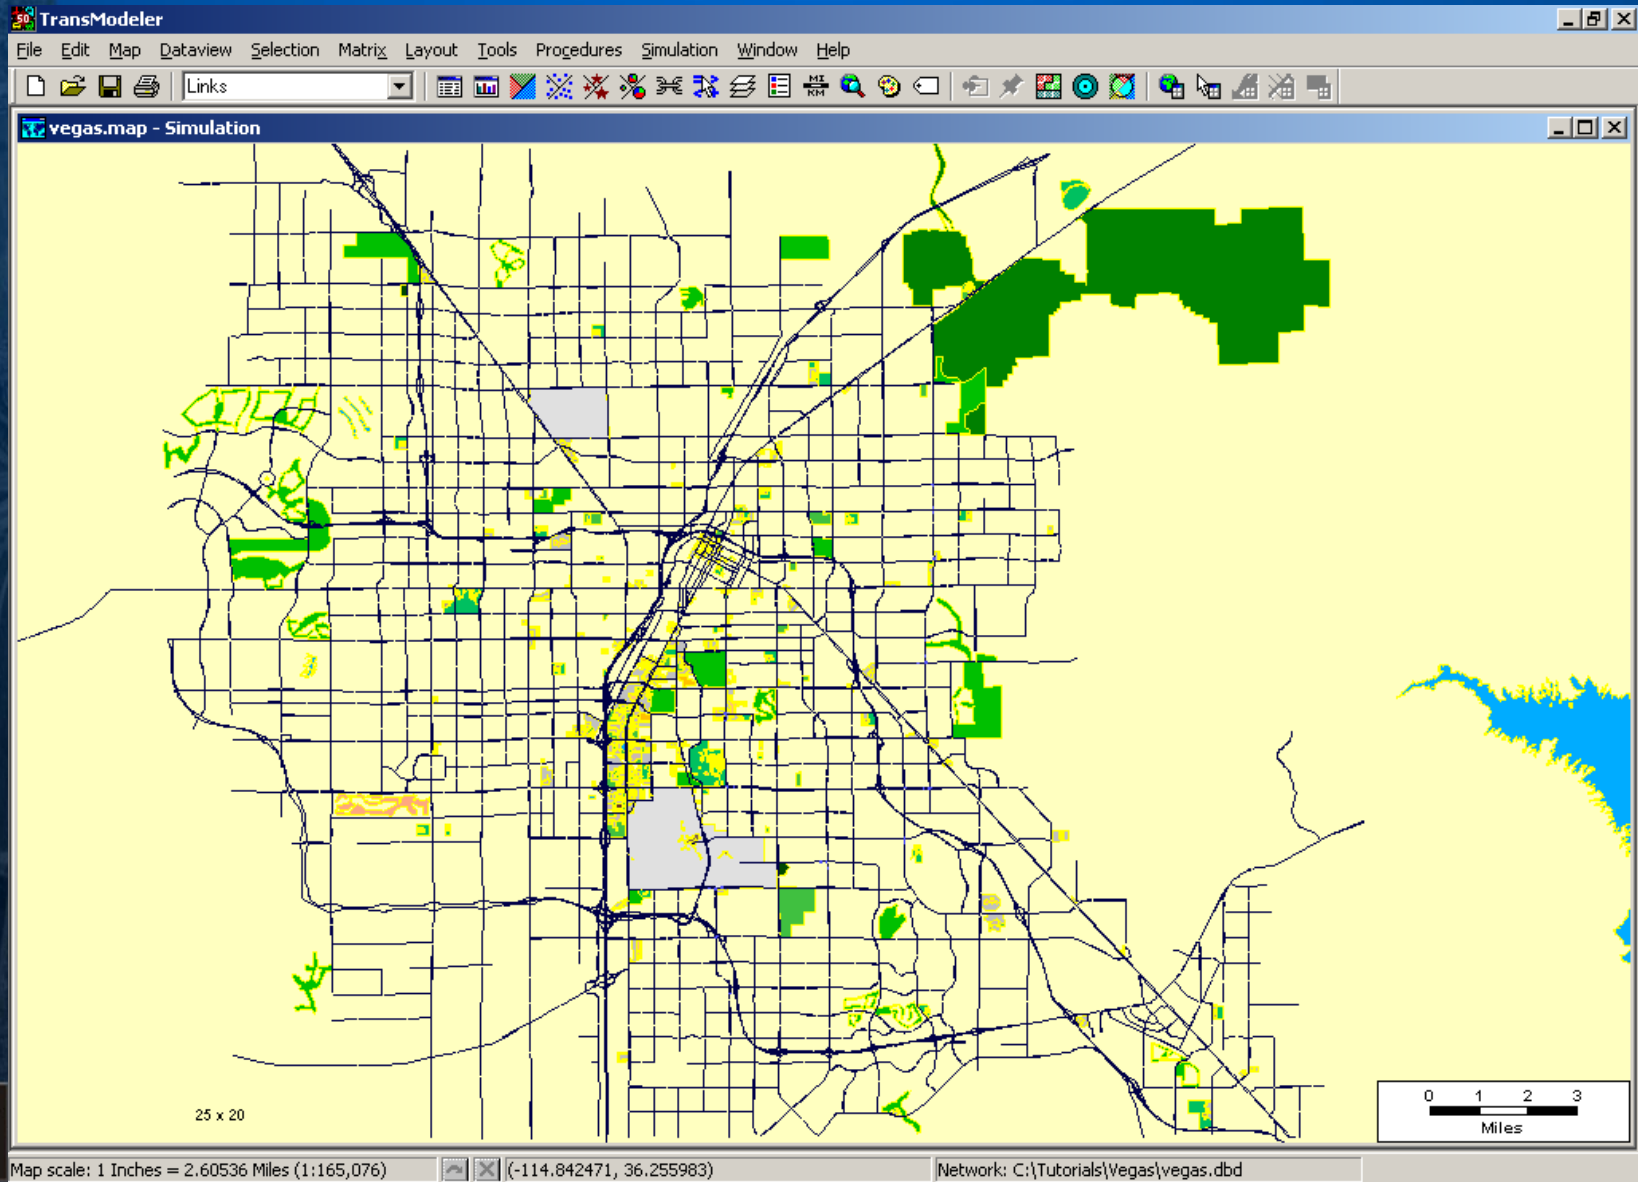 TransModeler
File Edit Map Dataview Selection Matrix Layout Tools Procedures Simulation Window Help
Links
MI
KM
vegas.map - Simulation
25 x 20
0 1 2 3
Miles
Map scale: 1 Inches = 2.60536 Miles (1:165,076)
(-114.842471, 36.255983)
Network: C:\Tutorials\Vegas\vegas.dbd